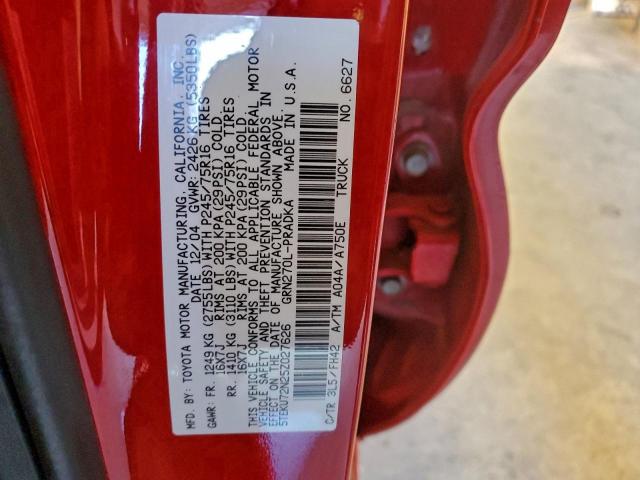 MFD. BY: TOYOTA MOTOR MANUFACTURING, CALIFORNIA, INC.
DATE 12/04 GVWR: 2426 KG (5350LBS)
GAWR: FR. 1249 KG (2755LBS) WITH P245/75R16 TIRES
16X7J RIMS AT 200 KPA (29PSI) COLD.
RR. 1410 KG (3110 LBS) WITH P245/75R16 TIRES
16X7J RIMS AT 200 KPA (29PSI) COLD.
THIS VEHICLE CONFORMS TO ALL APPLICABLE FEDERAL MOTOR
VEHICLE SAFETY AND THEFT PREVENTION STANDARDS IN
EFFECT ON THE DATE OF MANUFACTURE SHOWN ABOVE.
5TEKU72N25Z027626 GRN270L-PRADKA MADE IN U.S.A.
TRUCK
C/TR 3L5/FH42 A/TM A04A/A750E NO. 6627